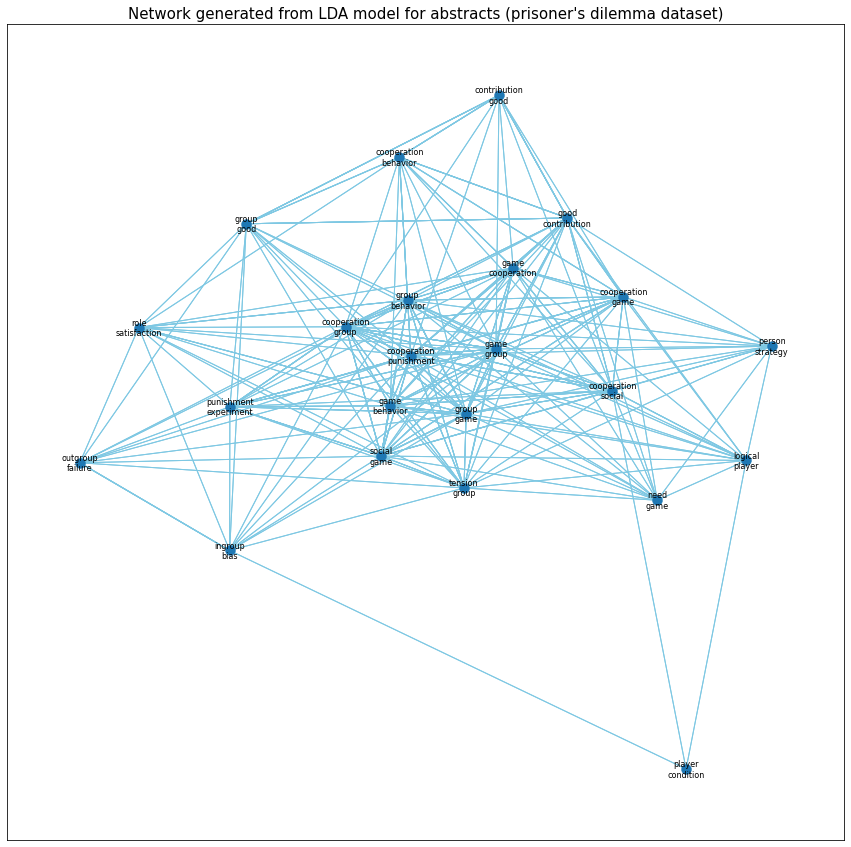 Network generated from LDA model for abstracts (prisoner's dilemma dataset)
contribution
good
cooperation
behavior
good
contribution
group
good
game
cooperation
cooperation
game
group
behavior
cooperation
group
role
satisfaction
game
group
person
strategy
cooperation
punishment
cooperation
social
game
behavior
punishment
experiment
group
game
social
game
outgroup
failure
logical
player
tension
group
need
game
ingroup
bias
player
condition